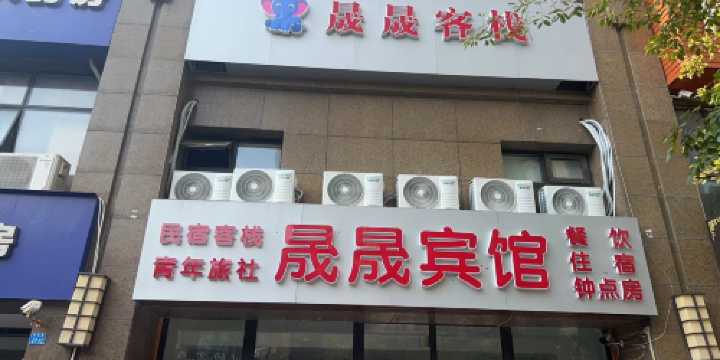 晟晟客栈
民宿客栈
青年旅社
晟晟宾馆
餐饮
住宿
钟点房
房